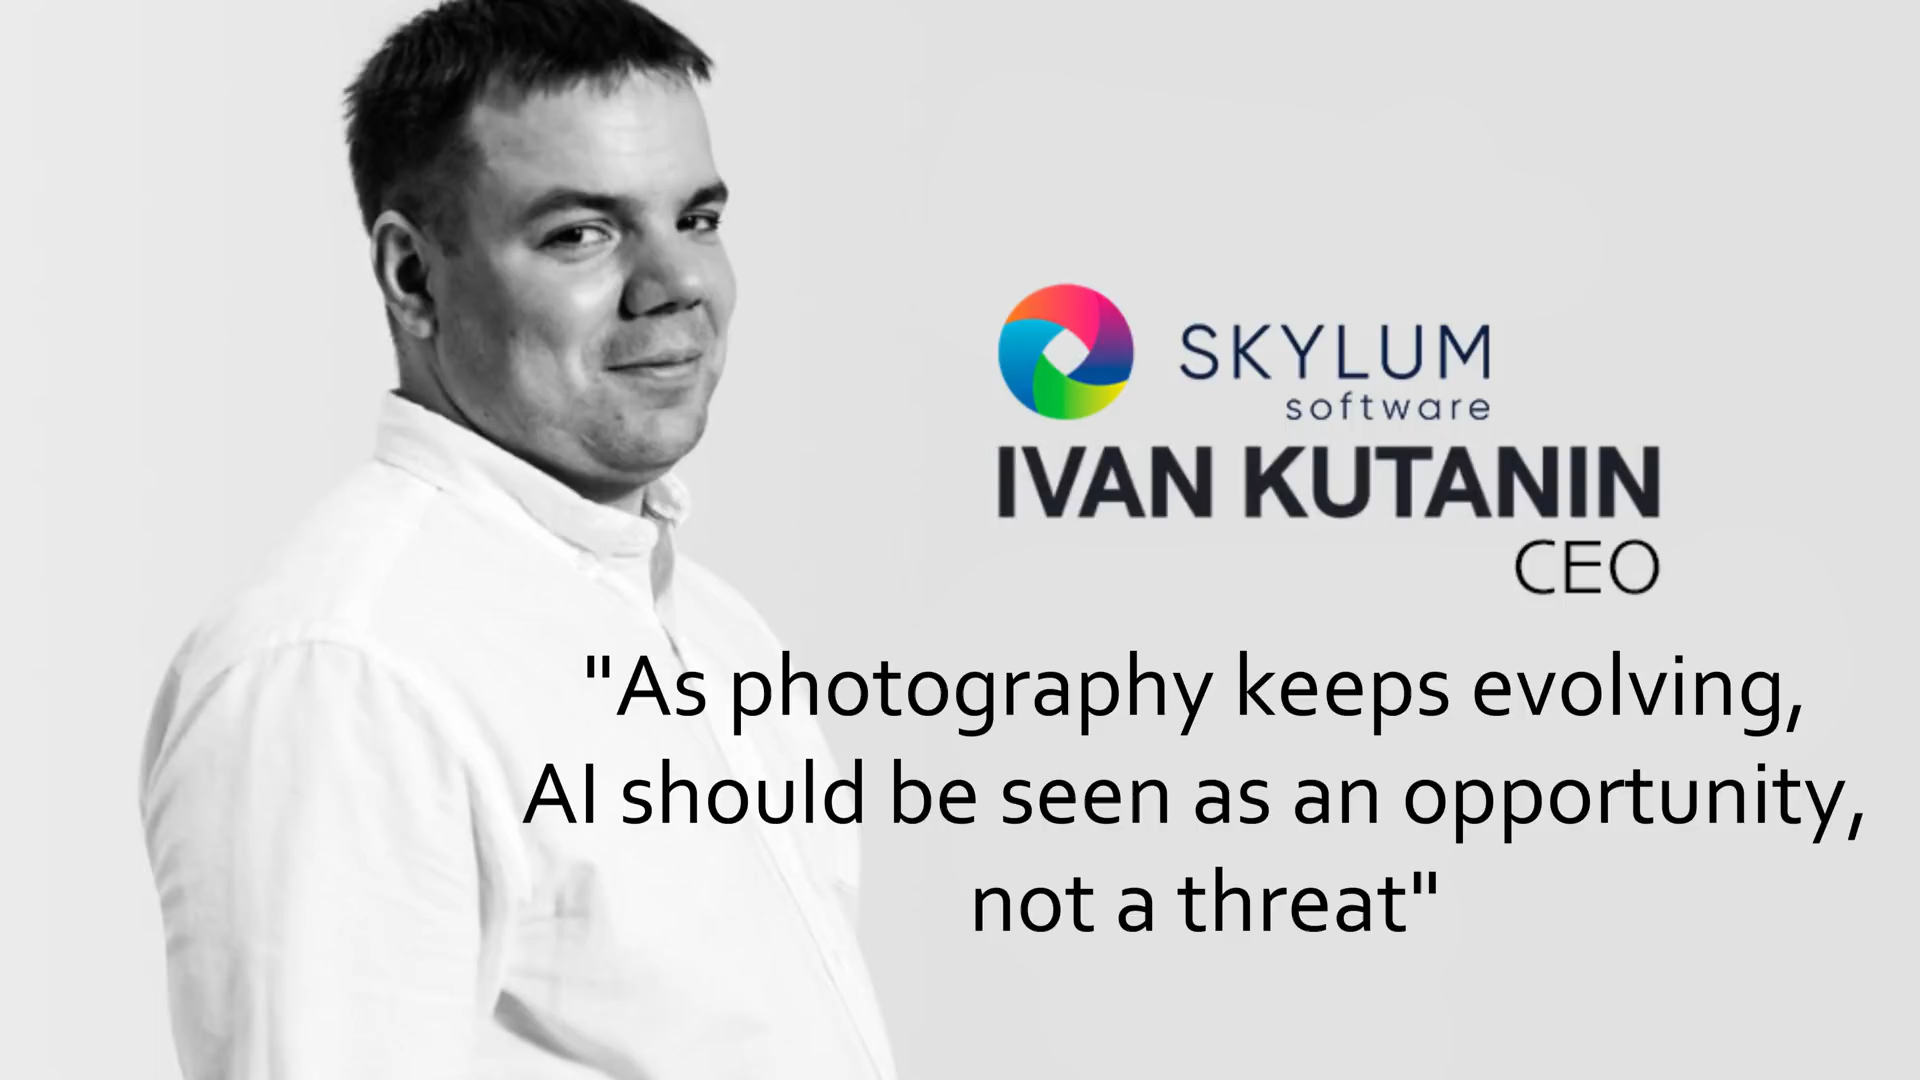 SKYLUM
software
IVAN KUTANIN
CEO
"As photography keeps evolving,
AI should be seen as an opportunity,
not a threat"